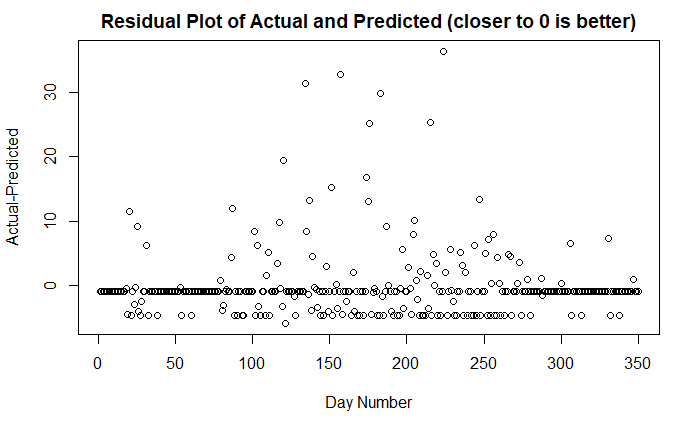 Residual Plot of Actual and Predicted (closer to 0 is better)
Actual-Predicted
30
20
10
0
0 50 100 150 200 250 300 350
Day Number